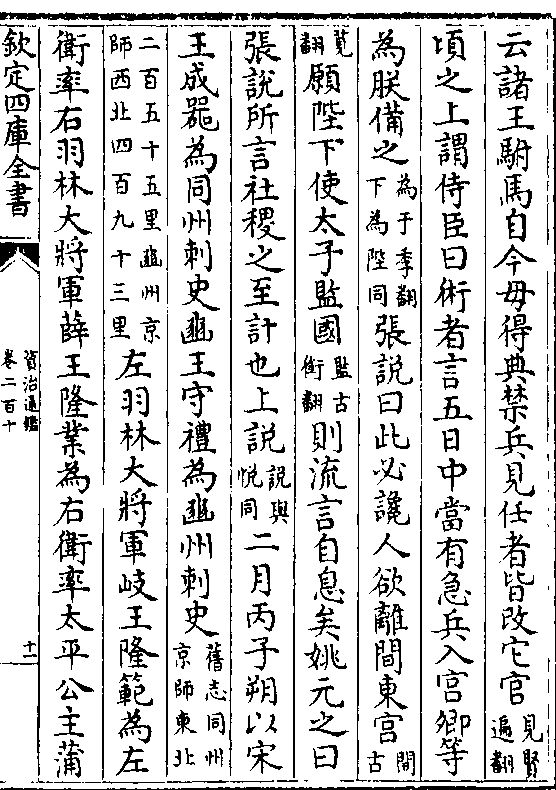 云諸王駙馬自今毋得典禁兵見任者皆改它官見賢遍翻
頃之上謂侍臣曰術者言五日中當有急兵入宫卿等
為朕備之為于季翻下為陛同張說曰此必讒人欲離間東宫間古
莧翻願陛下使太子監國監古銜翻則流言自息矣姚元之曰
張說所言社稷之至計也上說說與悦同二月丙子朔以宋
王成器為同州刺史豳王守禮為豳州刺史舊志同州京師東北
二百五十五里豳州京師西北四百九十三里左羽林大將軍岐王隆範為左
衛率右羽林大將軍薛王隆業為右衛率太平公主蒲
欽定四庫全書
資治通鑑
卷二百十
十一